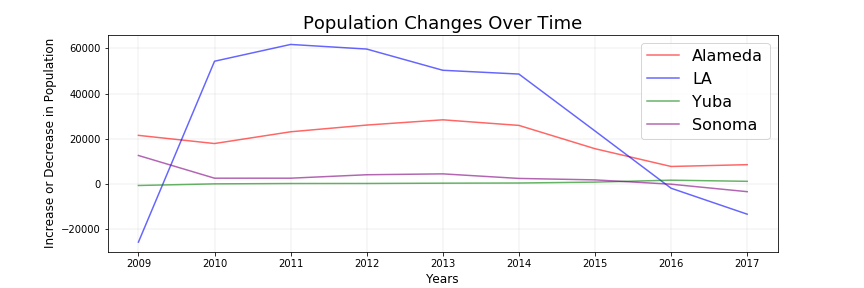 Population Changes Over Time
Increase or Decrease in Population
60000
40000
20000
0
−20000
Alameda
LA
Yuba
Sonoma
2009 2010 2011 2012 2013 2014 2015 2016 2017
Years